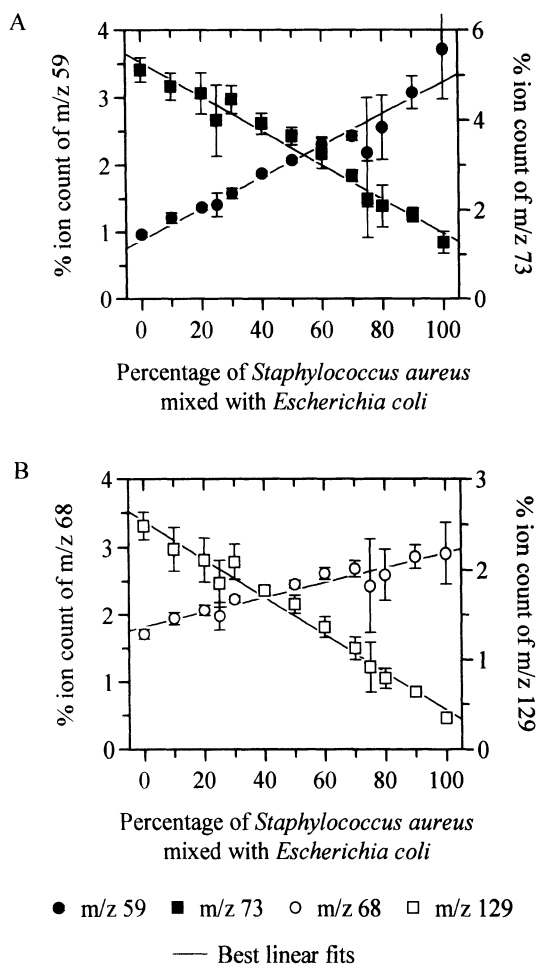 A
% ion count of m/z 59
4
3
2
1
0
6
4
2
0
% ion count of m/z 73
0 20 40 60 80 100
Percentage of Staphylococcus aureus
mixed with Escherichia coli
B
% ion count of m/z 68
4
3
2
1
0
3
2
1
0
% ion count of m/z 129
0 20 40 60 80 100
Percentage of Staphylococcus aureus
mixed with Escherichia coli
m/z 59 m/z 73 m/z 68 m/z 129
Best linear fits